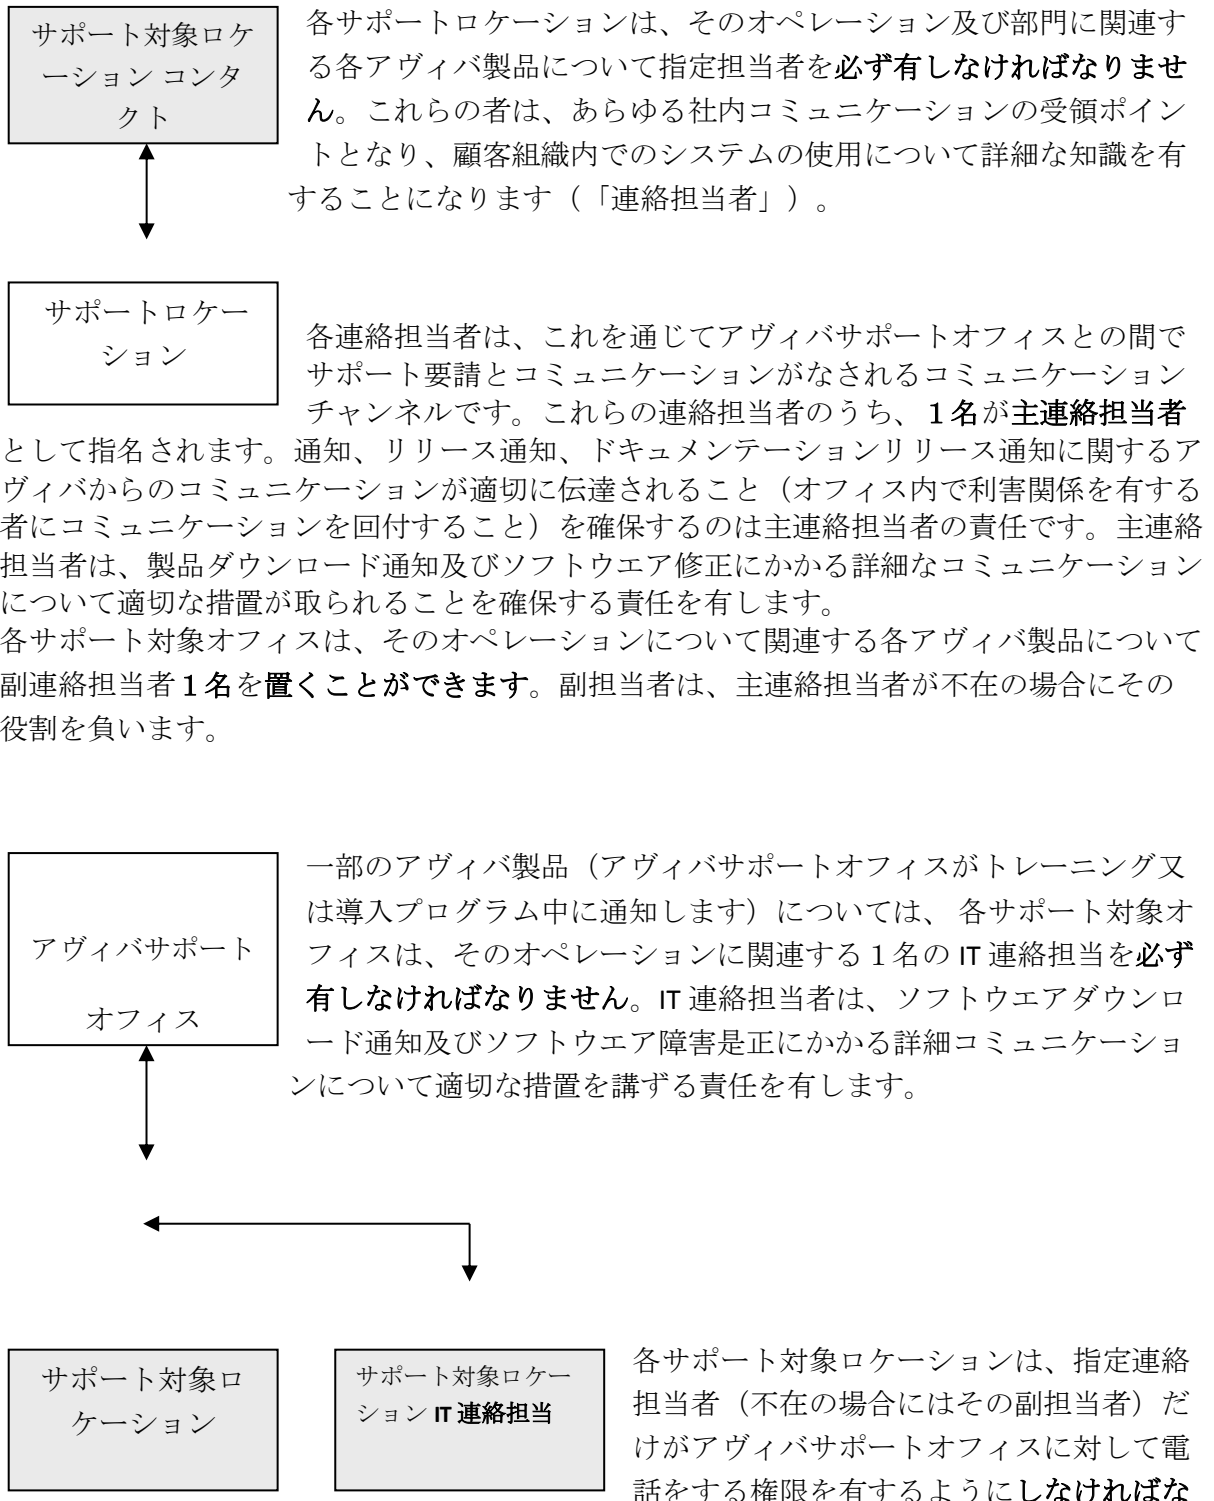 サポート対象ロケ
ーション コンタ
クト
各サポートロケーションは、そのオペレーション及び部門に関連す
る各アヴィバ製品について指定担当者を必ず有しなければなりませ
ん。これらの者は、あらゆる社内コミュニケーションの受領ポイン
トとなり、顧客組織内でのシステムの使用について詳細な知識を有
することになります（「連絡担当者」）。
サポートロケー
ション
各連絡担当者は、これを通じてアヴィバサポートオフィスとの間で
サポート要請とコミュニケーションがなされるコミュニケーション
チャンネルです。これらの連絡担当者のうち、１名が主連絡担当者
として指名されます。通知、リリース通知、ドキュメンテーションリリース通知に関するア
ヴィバからのコミュニケーションが適切に伝達されること（オフィス内で利害関係を有する
者にコミュニケーションを回付すること）を確保するのは主連絡担当者の責任です。主連絡
担当者は、製品ダウンロード通知及びソフトウエア修正にかかる詳細なコミュニケーション
について適切な措置が取られることを確保する責任を有します。
各サポート対象オフィスは、そのオペレーションについて関連する各アヴィバ製品について
副連絡担当者１名を置くことができます。副担当者は、主連絡担当者が不在の場合にその
役割を負います。
アヴィバサポート
オフィス
一部のアヴィバ製品（アヴィバサポートオフィスがトレーニング又
は導入プログラム中に通知します）については、 各サポート対象オ
フィスは、そのオペレーションに関連する１名の IT 連絡担当を必ず
有しなければなりません。IT 連絡担当者は、ソフトウエアダウンロ
ード通知及びソフトウエア障害是正にかかる詳細コミュニケーショ
ンについて適切な措置を講ずる責任を有します。
サポート対象ロ
ケーション
サポート対象ロケー
ション IT 連絡担当
各サポート対象ロケーションは、指定連絡
担当者（不在の場合にはその副担当者）だ
けがアヴィバサポートオフィスに対して電
話をする権限を有するようにしなければな